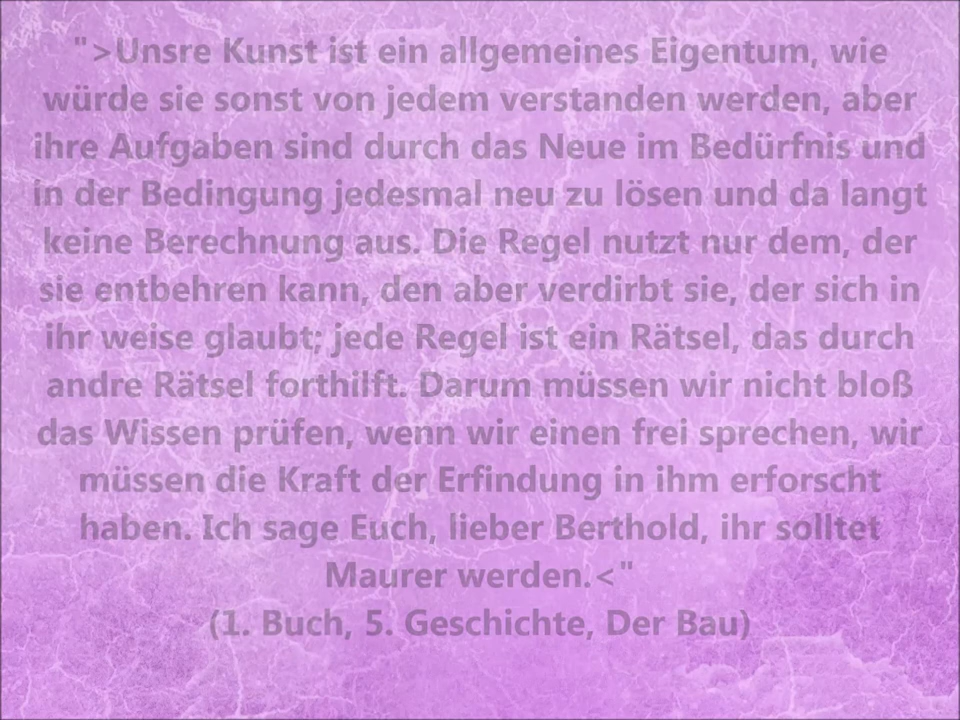 ">Unsre Kunst ist ein allgemeines Eigentum, wie
würde sie sonst von jedem verstanden werden, aber
ihre Aufgaben sind durch das Neue im Bedürfnis und
in der Bedingung jedesmal neu zu lösen und da langt
keine Berechnung aus. Die Regel nutzt nur dem, der
sie entbehren kann, den aber verdirbt sie, der sich in
ihr weise glaubt; jede Regel ist ein Rätsel, das durch
andre Rätsel forthilft. Darum müssen wir nicht bloß
das Wissen prüfen, wenn wir einen frei sprechen, wir
müssen die Kraft der Erfindung in ihm erforscht
haben. Ich sage Euch, lieber Berthold, ihr solltet
Maurer werden.<"
(1. Buch, 5. Geschichte, Der Bau)